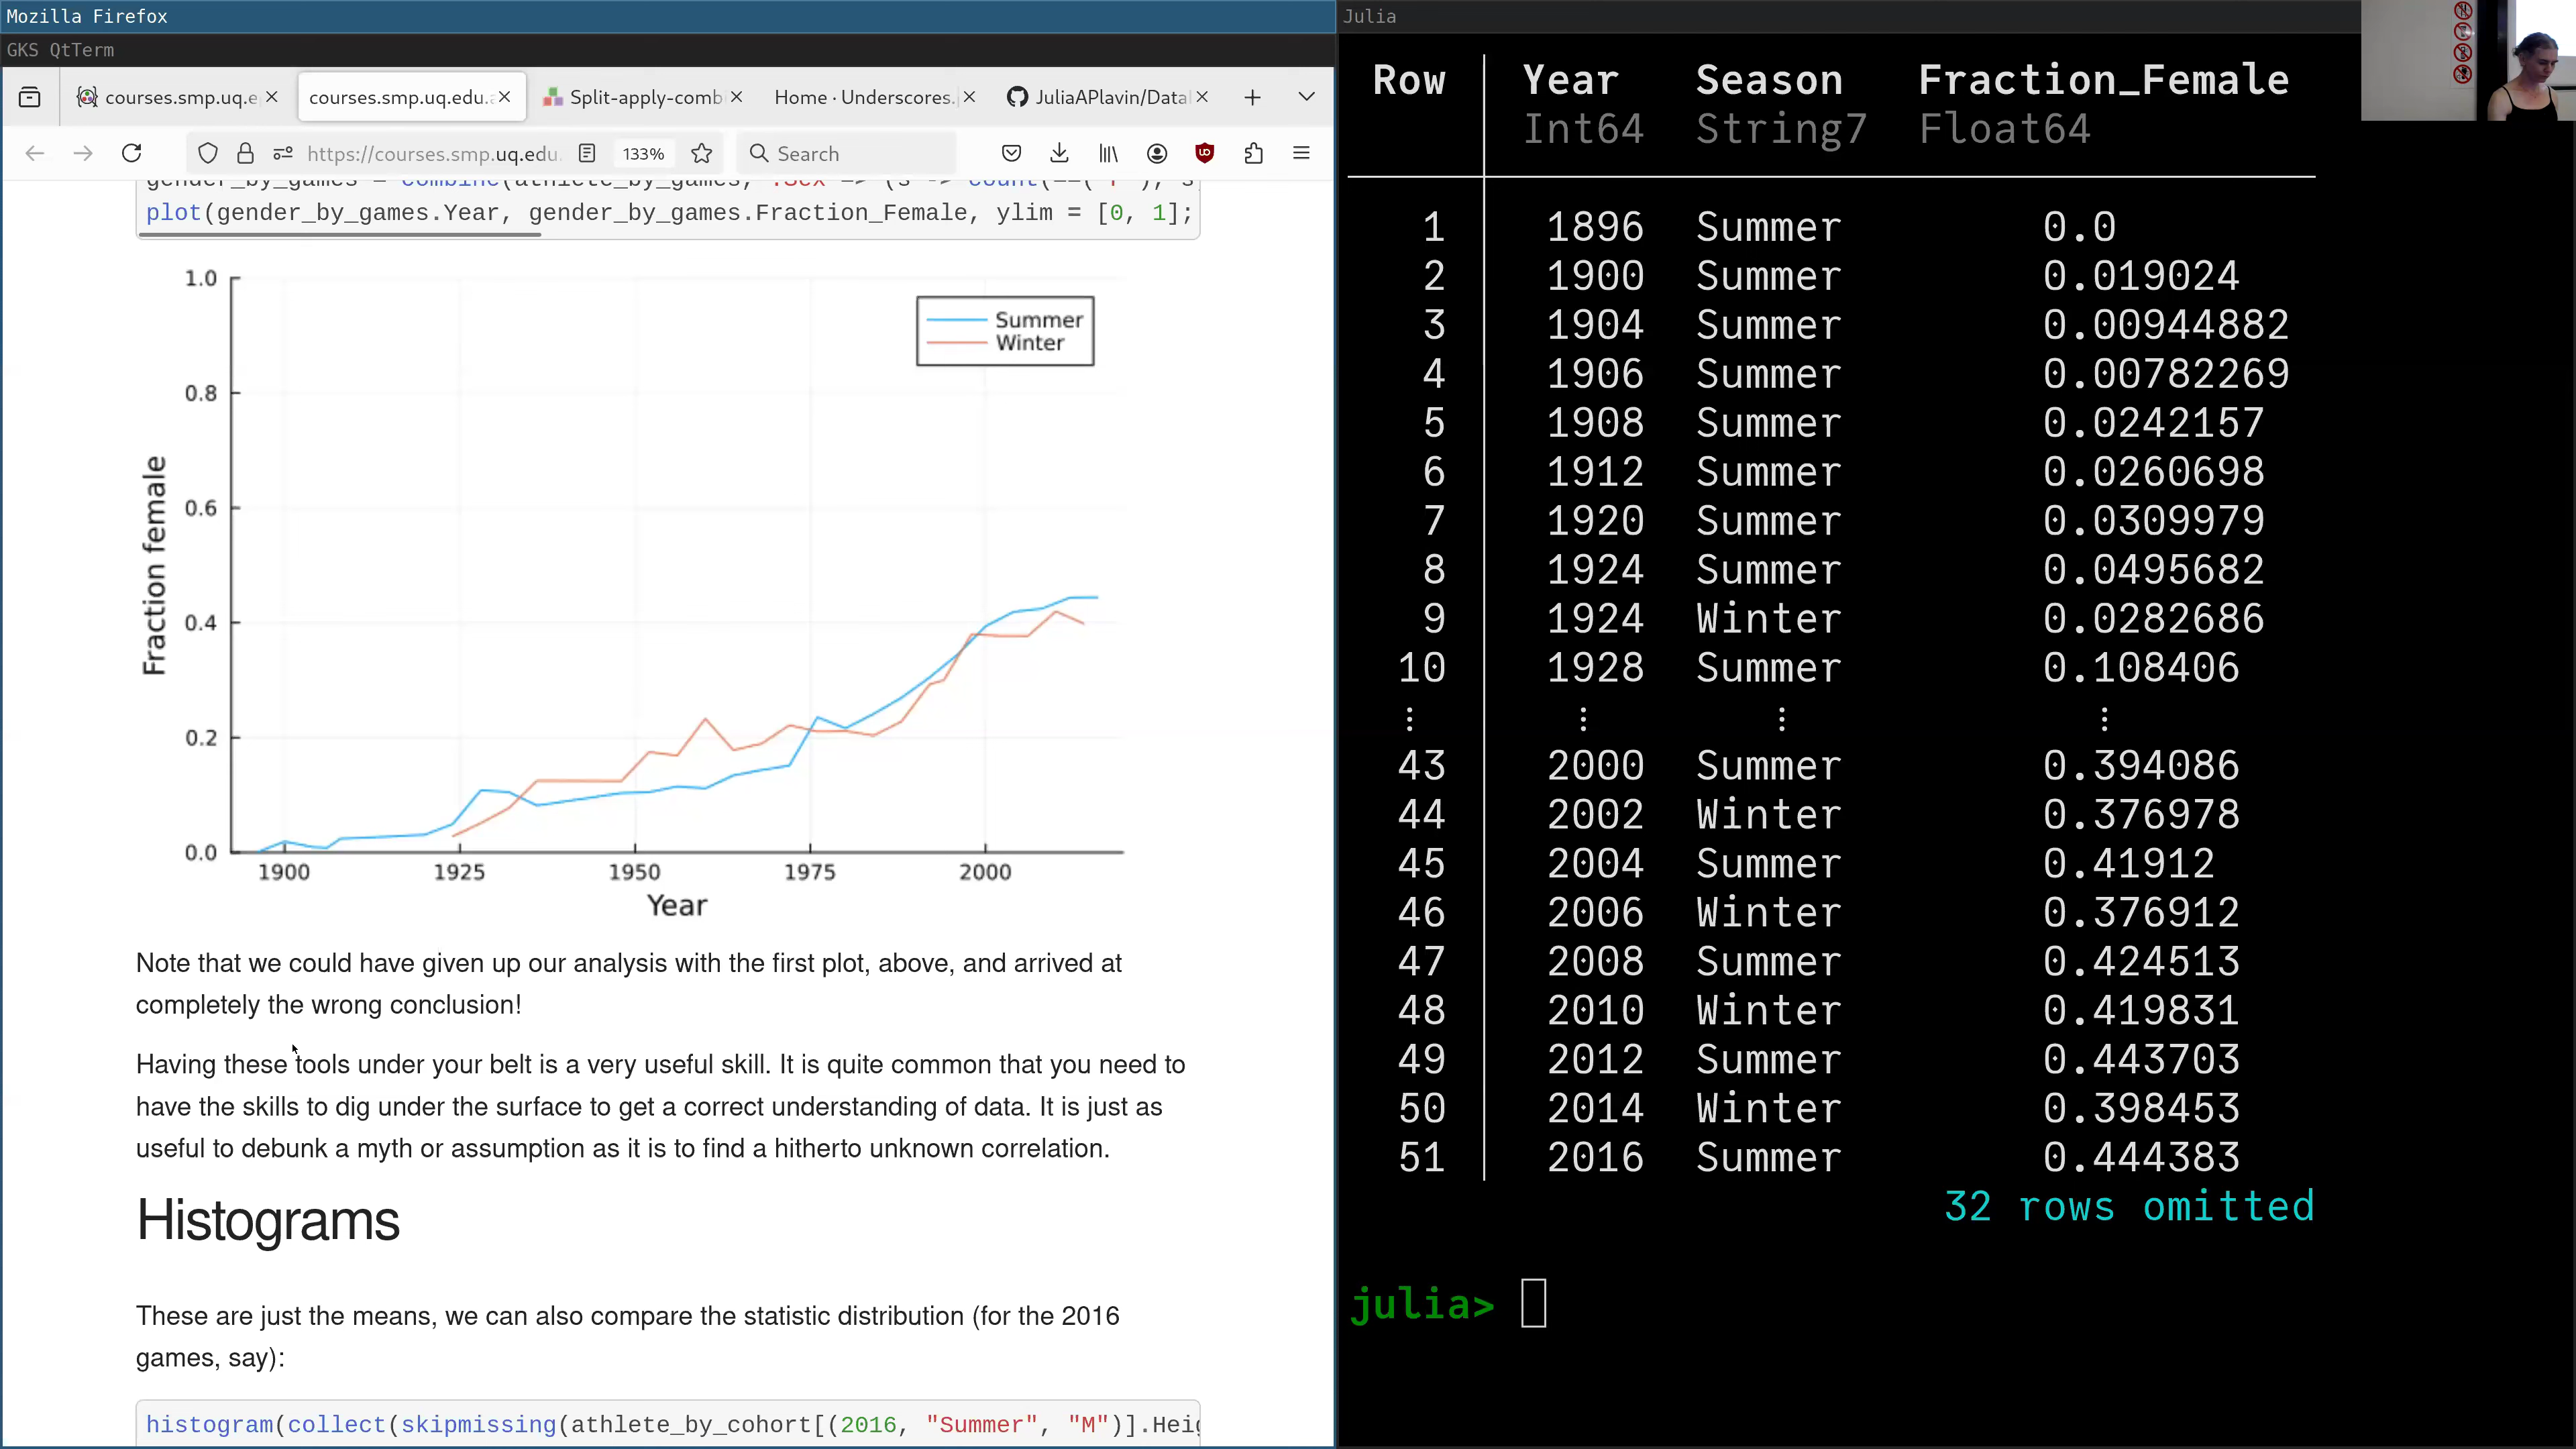 Mozilla Firefox
GKS QtTerm
courses.smp.uq.e
courses.smp.uq.edu.
Split-apply-comb
Home · Underscores.
JuliaAPlavin/Data
https://courses.smp.uq.edu.
133%
Search
gender_by_games = combine(athlete_by_games, :Sex => (s -> count(==("F"), s
plot(gender_by_games.Year, gender_by_games.Fraction_Female, ylim = [0, 1];
1.0
0.8
0.6
0.4
0.2
0.0
Fraction female
Summer
Winter
1900 1925 1950 1975 2000
Year
Note that we could have given up our analysis with the first plot, above, and arrived at
completely the wrong conclusion!
Having these tools under your belt is a very useful skill. It is quite common that you need to
have the skills to dig under the surface to get a correct understanding of data. It is just as
useful to debunk a myth or assumption as it is to find a hitherto unknown correlation.
Histograms
These are just the means, we can also compare the statistic distribution (for the 2016
games, say):
histogram(collect(skipmissing(athlete_by_cohort[(2016, "Summer", "M")].Heig
Julia
Row Year Season Fraction_Female
Int64 String7 Float64
1 1896 Summer 0.0
2 1900 Summer 0.019024
3 1904 Summer 0.00944882
4 1906 Summer 0.00782269
5 1908 Summer 0.0242157
6 1912 Summer 0.0260698
7 1920 Summer 0.0309979
8 1924 Summer 0.0495682
9 1924 Winter 0.0282686
10 1928 Summer 0.108406
⋮ ⋮ ⋮ ⋮
43 2000 Summer 0.394086
44 2002 Winter 0.376978
45 2004 Summer 0.41912
46 2006 Winter 0.376912
47 2008 Summer 0.424513
48 2010 Winter 0.419831
49 2012 Summer 0.443703
50 2014 Winter 0.398453
51 2016 Summer 0.444383
32 rows omitted
julia>